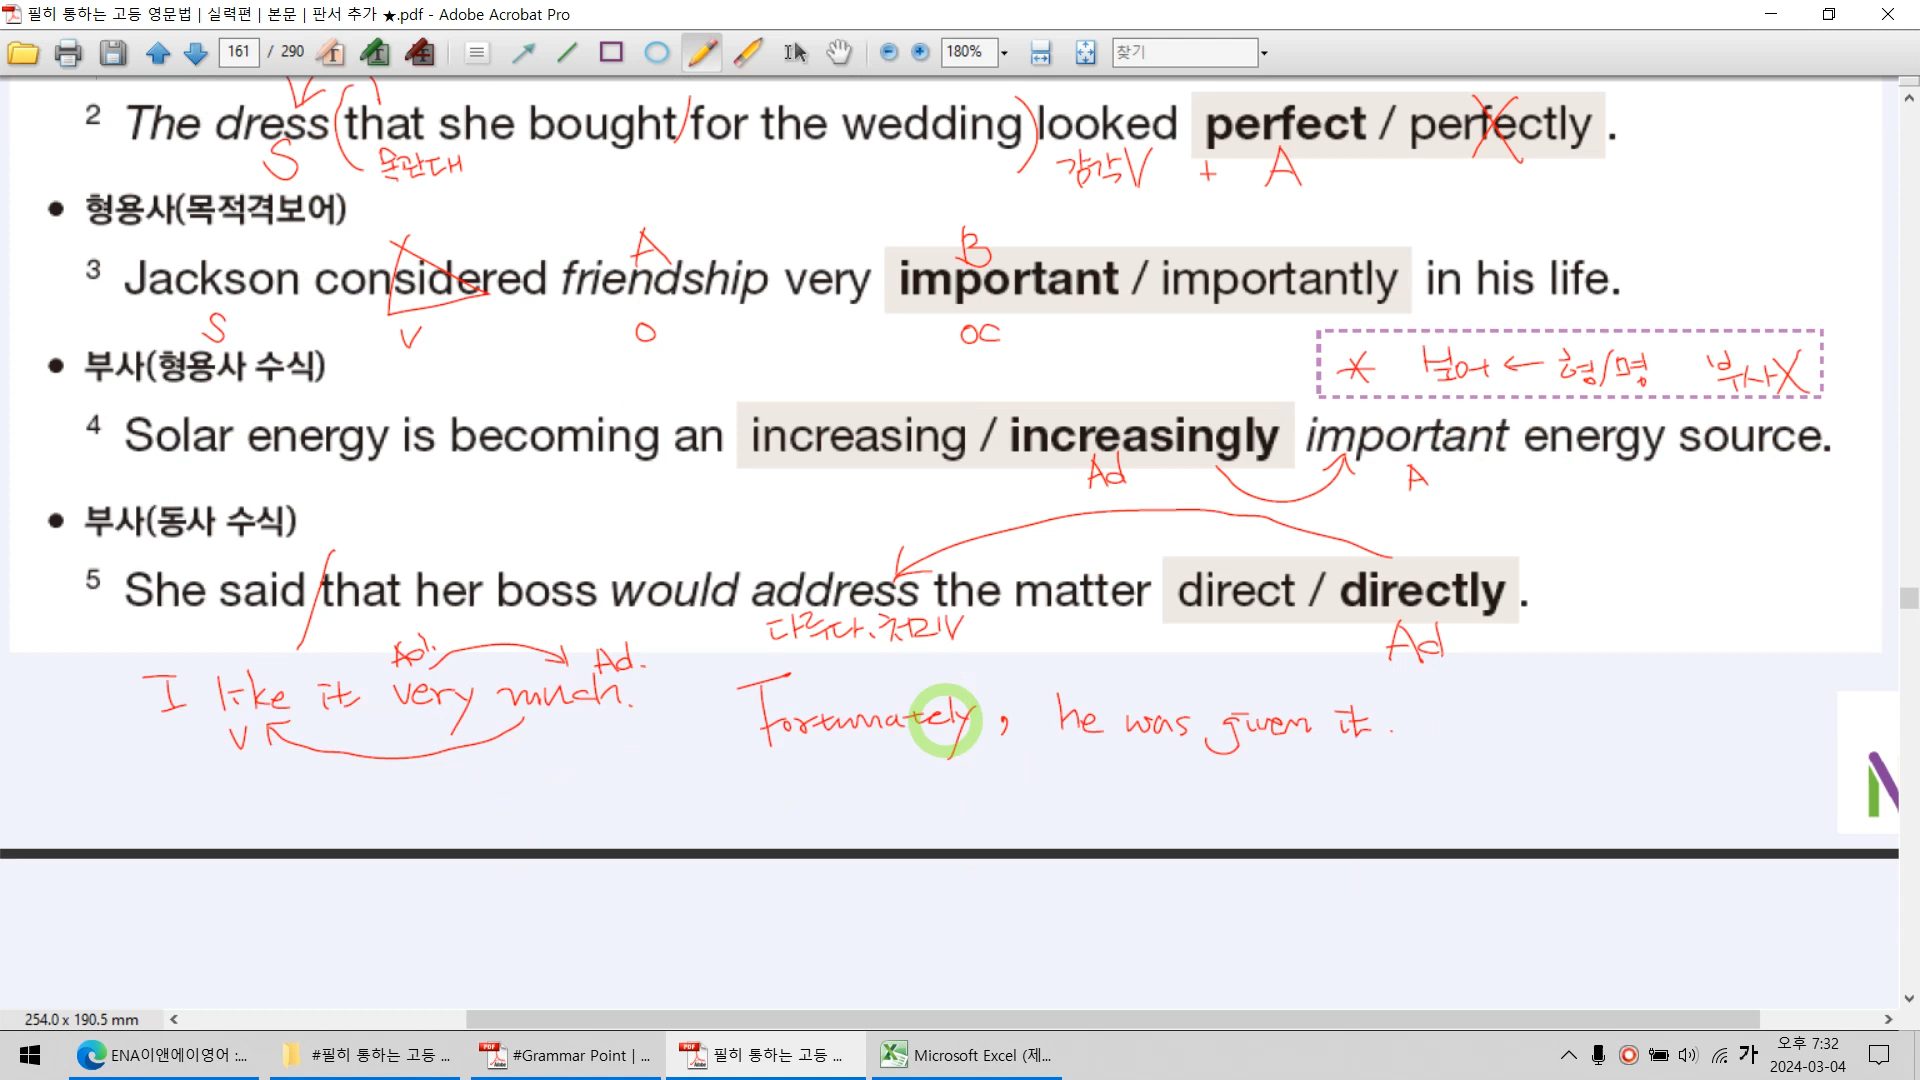 필히 통하는 고등 영문법 | 실력편 | 본문 | 판서 추가 ★.pdf - Adobe Acrobat Pro
161 / 290 180% 찾기
2 The dress that she bought for the wedding looked perfect / perfectly .
S 목관대 감각V + A
• 형용사(목적격보어)
A B
3 Jackson considered friendship very important / importantly in his life.
S V O OC
• 부사(형용사 수식)
* 보어 ← 형/명 부사X
4 Solar energy is becoming an increasing / increasingly important energy source.
Ad A
• 부사(동사 수식)
5 She said that her boss would address the matter direct / directly .
다루다. 처리V Ad
Ad. Ad.
I like it very much. Fortunately, he was given it.
V
254.0 x 190.5 mm
ENA이앤에이영어 :... #필히 통하는 고등 ... #Grammar Point | ... 필히 통하는 고등 ... Microsoft Excel (제... 가 오후 7:32
2024-03-04